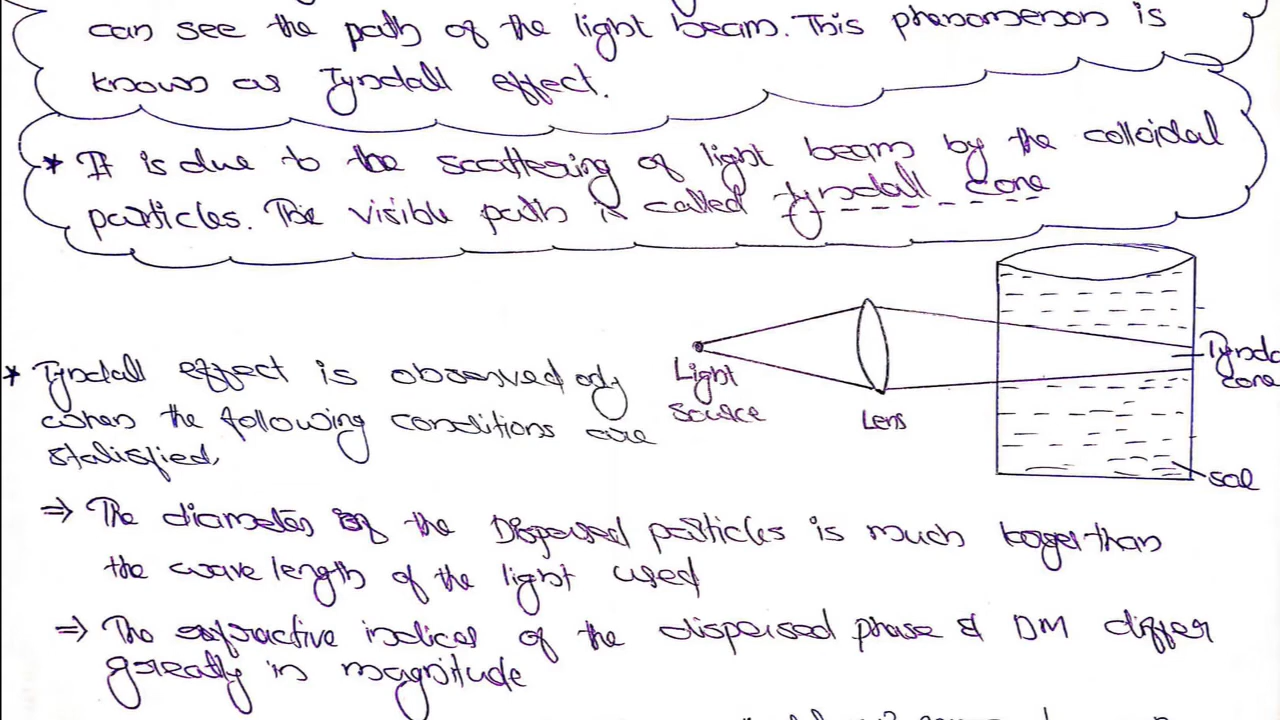 can see the path of the light beam. This phenomenon is
known as Tyndall effect.
* It is due to the scattering of light beam by the colloidal
particles. The visible path is called Tyndall cone
* Tyndall effect is observed only
when the following conditions are
statisfied,
Light
source
Lens
Tynda
cone
sol
⇒ The diameter of the Dispersed particles is much larger than
the wave length of the light used
⇒ The refractive indices of the dispersed phase & DM differ
greatly in magnitude